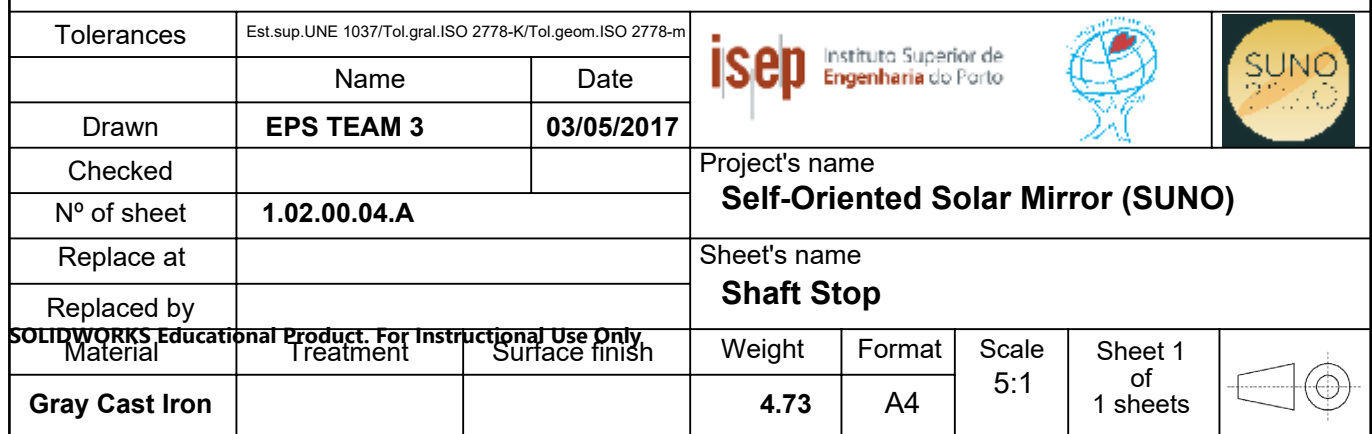 Tolerances
Est.sup.UNE 1037/Tol.gral.ISO 2778-K/Tol.geom.ISO 2778-m
isep Instituto Superior de
Engenharia do Porto
SUNO
Name
Date
Drawn
EPS TEAM 3
03/05/2017
Checked
Project's name
Self-Oriented Solar Mirror (SUNO)
Nº of sheet
1.02.00.04.A
Replace at
Sheet's name
Shaft Stop
Replaced by
SOLIDWORKS Educational Product. For Instructional Use Only.
Material
Treatment
Surface finish
Weight
Format
Scale
5:1
Sheet 1
of
1 sheets
Gray Cast Iron
4.73
A4